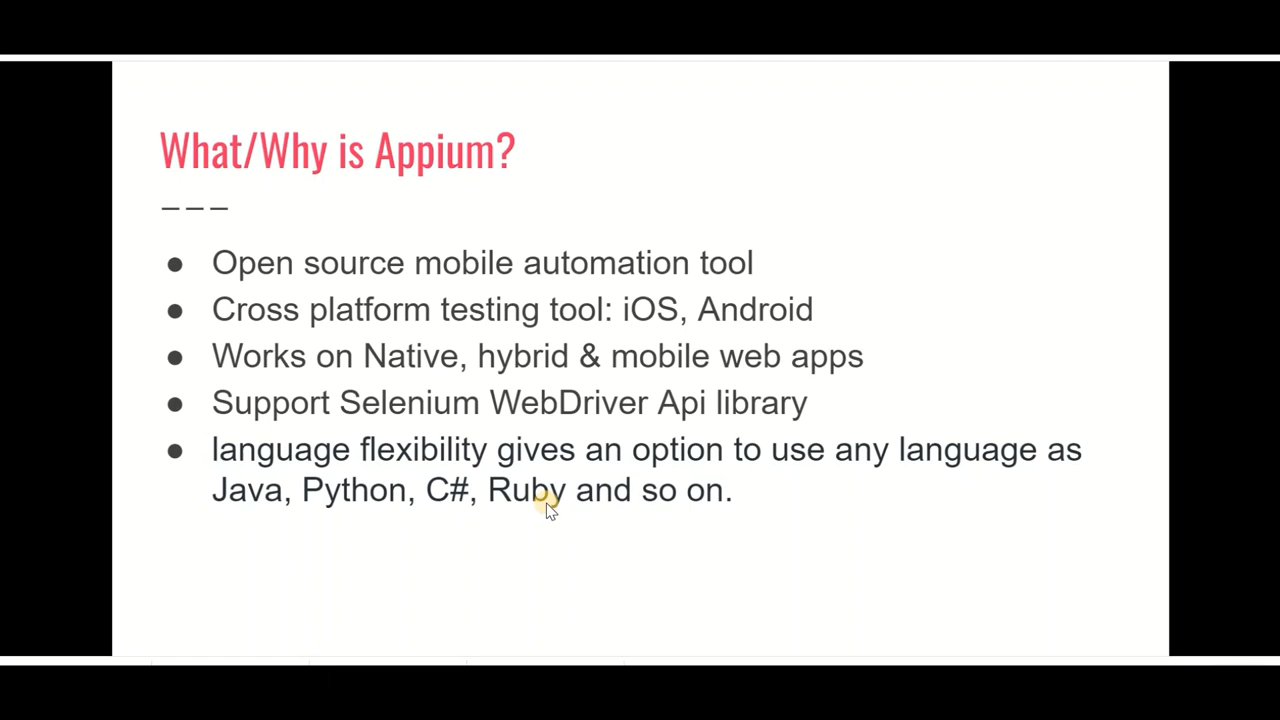 What/Why is Appium?
___
● Open source mobile automation tool
● Cross platform testing tool: iOS, Android
● Works on Native, hybrid & mobile web apps
● Support Selenium WebDriver Api library
● language flexibility gives an option to use any language as
Java, Python, C#, Ruby and so on.